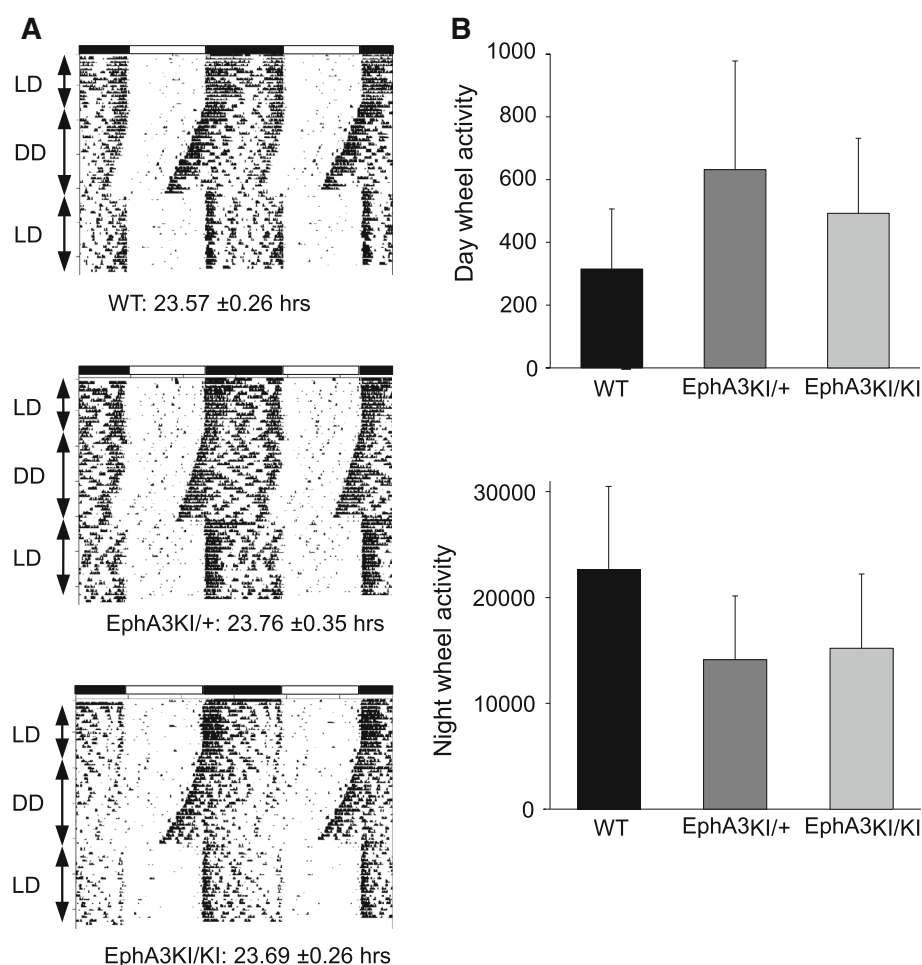 A
LD
DD
LD
WT: 23.57 ±0.26 hrs
LD
DD
LD
EphA3KI/+: 23.76 ±0.35 hrs
LD
DD
LD
EphA3KI/KI: 23.69 ±0.26 hrs
B
Day wheel activity
1000
800
600
400
200
0
WT EphA3KI/+ EphA3KI/KI
Night wheel activity
30000
20000
10000
0
WT EphA3KI/+ EphA3KI/KI